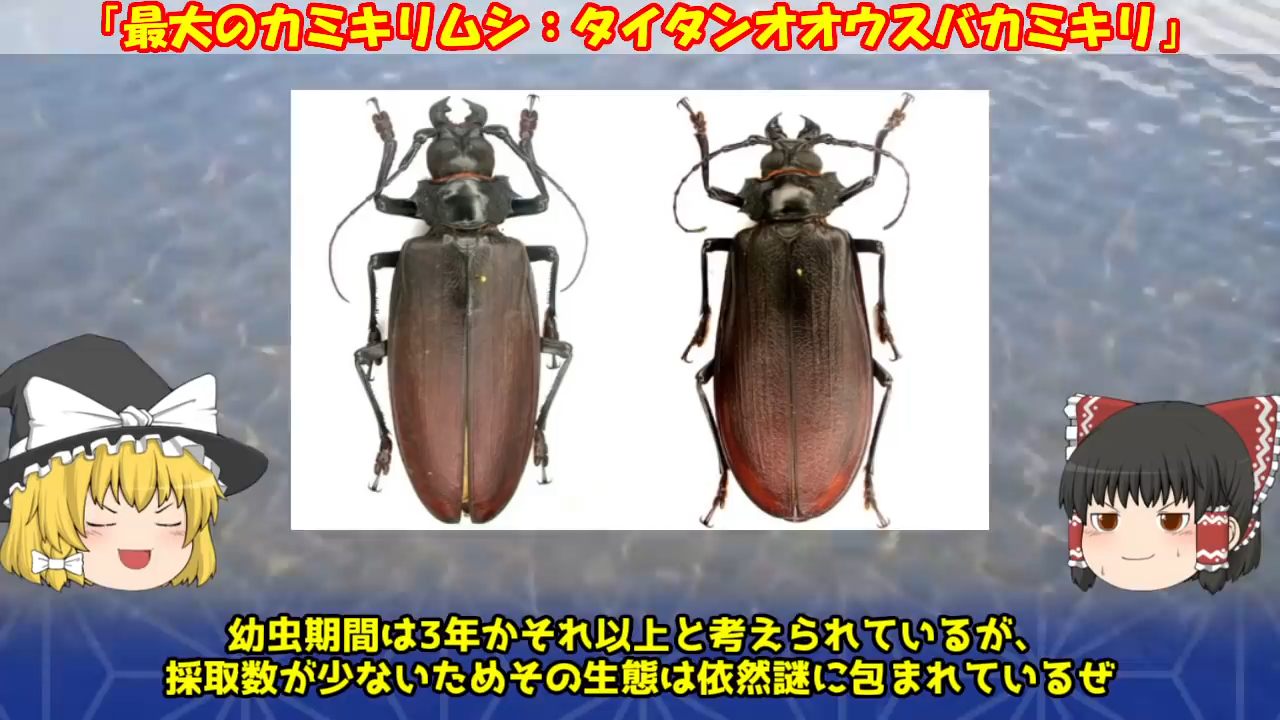 「最大のカミキリムシ：タイタンオオウスバカミキリ」
幼虫期間は3年かそれ以上と考えられているが、
採取数が少ないためその生態は依然謎に包まれているぜ